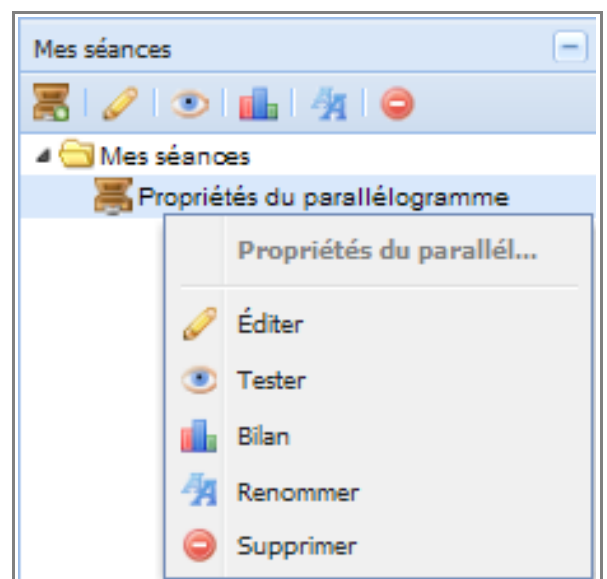 Mes séances
Mes séances
Propriétés du parallélogramme
Propriétés du parallél...
Éditer
Tester
Bilan
Renommer
Supprimer